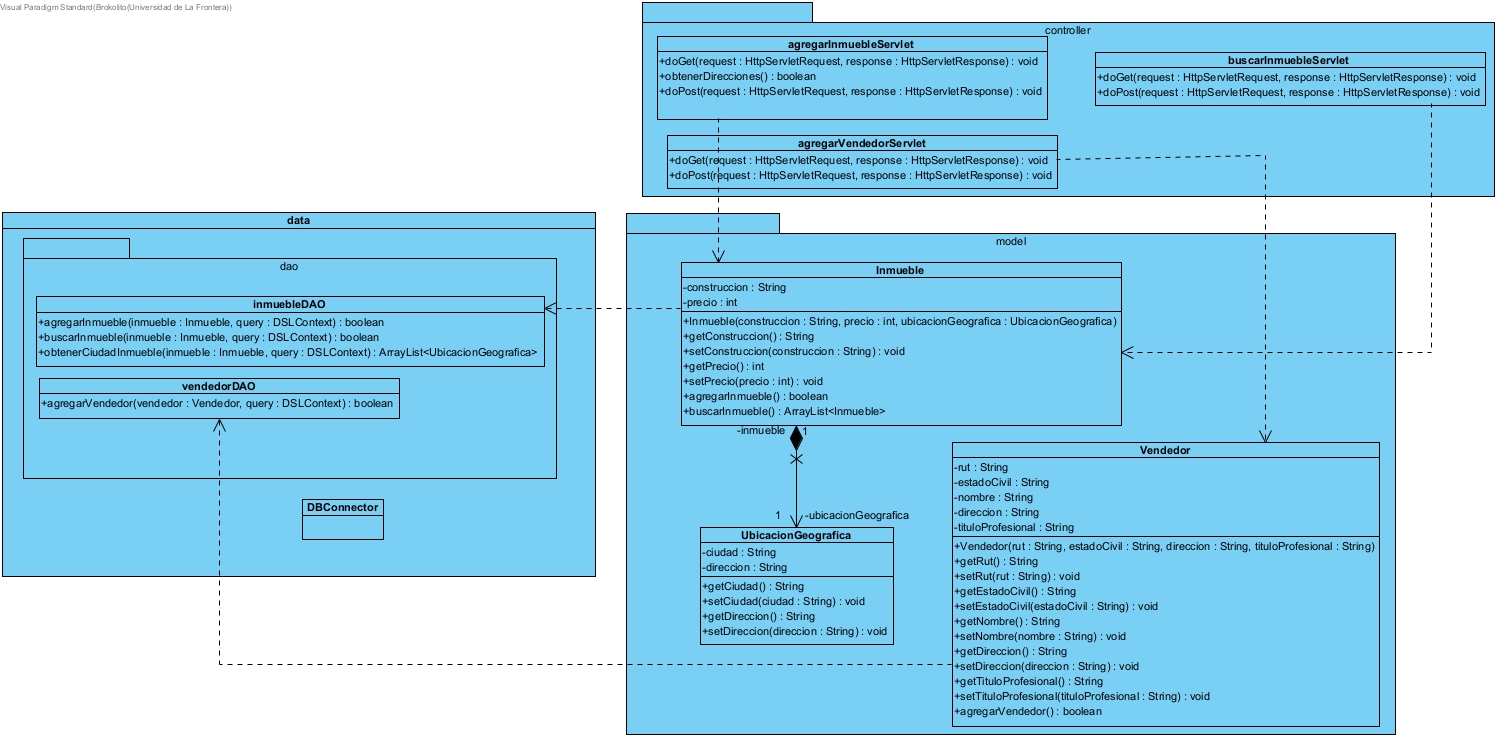 Visual Paradigm Standard(Brokolito(Universidad de La Frontera))
controller
agregarInmuebleServlet
+doGet(request : HttpServletRequest, response : HttpServletResponse) : void
+obtenerDirecciones() : boolean
+doPost(request : HttpServletRequest, response : HttpServletResponse) : void
buscarInmuebleServlet
+doGet(request : HttpServletRequest, response : HttpServletResponse) : void
+doPost(request : HttpServletRequest, response : HttpServletResponse) : void
agregarVendedorServlet
+doGet(request : HttpServletRequest, response : HttpServletResponse) : void
+doPost(request : HttpServletRequest, response : HttpServletResponse) : void
data
dao
inmuebleDAO
+agregarInmueble(inmueble : Inmueble, query : DSLContext) : boolean
+buscarInmueble(inmueble : Inmueble, query : DSLContext) : boolean
+obtenerCiudadInmueble(inmueble : Inmueble, query : DSLContext) : ArrayList<UbicacionGeografica>
vendedorDAO
+agregarVendedor(vendedor : Vendedor, query : DSLContext) : boolean
DBConnector
model
Inmueble
-construccion : String
-precio : int
+Inmueble(construccion : String, precio : int, ubicacionGeografica : UbicacionGeografica)
+getConstruccion() : String
+setConstruccion(construccion : String) : void
+getPrecio() : int
+setPrecio(precio : int) : void
+agregarInmueble() : boolean
+buscarInmueble() : ArrayList<Inmueble>
-inmueble 1
1 -ubicacionGeografica
UbicacionGeografica
-ciudad : String
-direccion : String
+getCiudad() : String
+setCiudad(ciudad : String) : void
+getDireccion() : String
+setDireccion(direccion : String) : void
Vendedor
-rut : String
-estadoCivil : String
-nombre : String
-direccion : String
-tituloProfesional : String
+Vendedor(rut : String, estadoCivil : String, direccion : String, tituloProfesional : String)
+getRut() : String
+setRut(rut : String) : void
+getEstadoCivil() : String
+setEstadoCivil(estadoCivil : String) : void
+getNombre() : String
+setNombre(nombre : String) : void
+getDireccion() : String
+setDireccion(direccion : String) : void
+getTituloProfesional() : String
+setTituloProfesional(tituloProfesional : String) : void
+agregarVendedor() : boolean